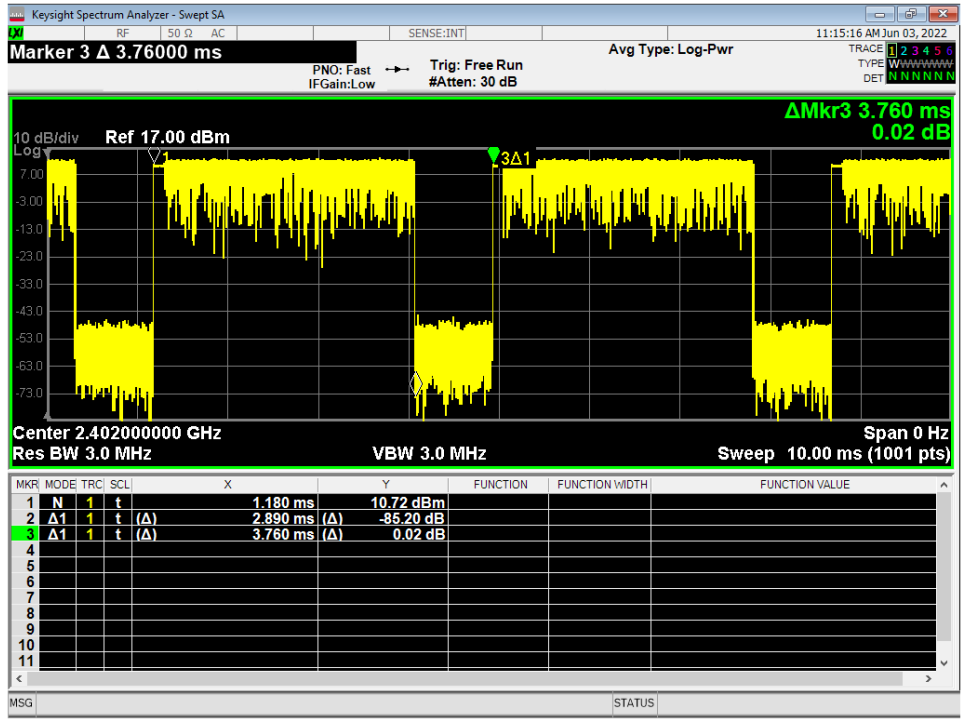 Keysight Spectrum Analyzer - Swept SA
LXI RF 50 Ω AC SENSE:INT 11:15:16 AM Jun 03, 2022
Marker 3 Δ 3.76000 ms Avg Type: Log-Pwr TRACE 1 2 3 4 5 6
PNO: Fast Trig: Free Run TYPE WWWWWW
IFGain:Low #Atten: 30 dB DET N N N N N N
ΔMkr3 3.760 ms
0.02 dB
10 dB/div Ref 17.00 dBm
Log
1 3Δ1
7.00
-3.00
-13.0
-23.0
-33.0
-43.0
-53.0
-63.0
-73.0
Center 2.402000000 GHz Span 0 Hz
Res BW 3.0 MHz VBW 3.0 MHz Sweep 10.00 ms (1001 pts)
MKR MODE TRC SCL X Y FUNCTION FUNCTION WIDTH FUNCTION VALUE
1 N 1 t 1.180 ms 10.72 dBm
2 Δ1 1 t (Δ) 2.890 ms (Δ) -85.20 dB
3 Δ1 1 t (Δ) 3.760 ms (Δ) 0.02 dB
4
5
6
7
8
9
10
11
MSG STATUS